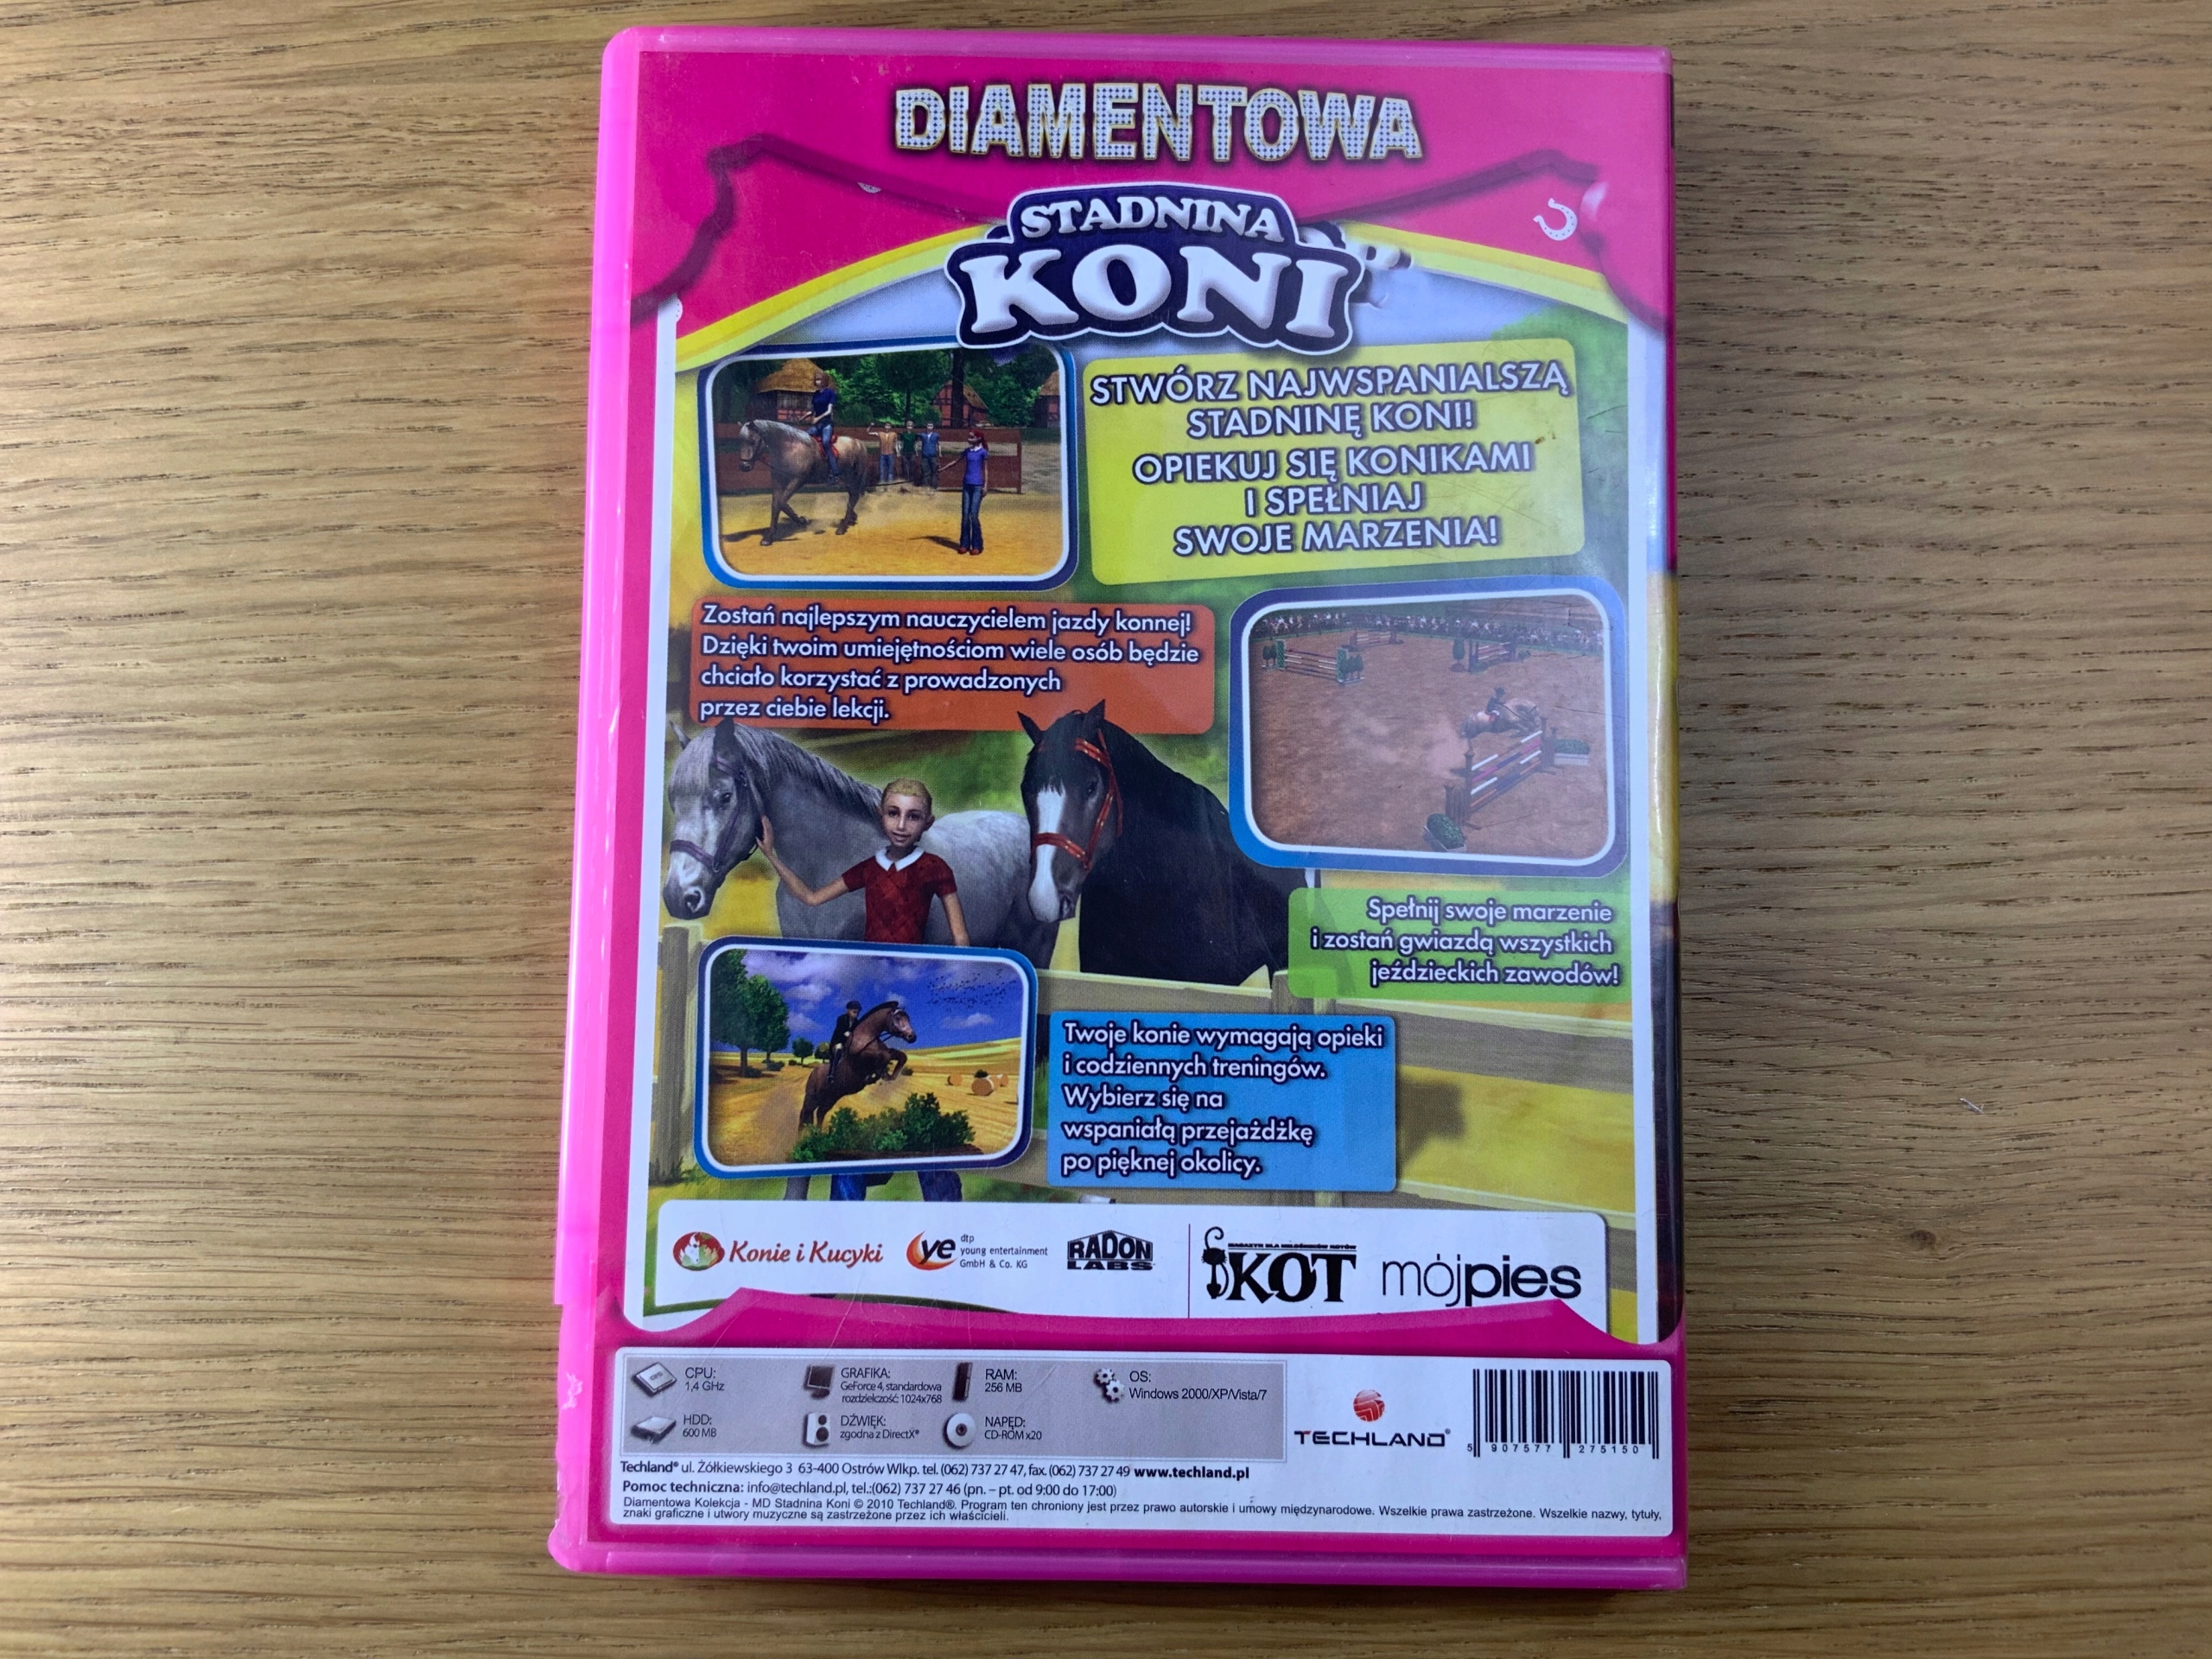 DIAMENTOWA
STADNINA
KONI
STWÓRZ NAJWSPANIALSZĄ
STADNINĘ KONI!
OPIEKUJ SIĘ KONIKAMI
I SPEŁNIAJ
SWOJE MARZENIA!
Zostań najlepszym nauczycielem jazdy konnej!
Dzięki twoim umiejętnościom wiele osób będzie
chciało korzystać z prowadzonych
przez ciebie lekcji.
Spełnij swoje marzenie
i zostań gwiazdą wszystkich
jeździeckich zawodów!
Twoje konie wymagają opieki
i codziennych treningów.
Wybierz się na
wspaniałą przejażdżkę
po pięknej okolicy.
Konie i Kucyki
ye
dtp
young entertainment
GmbH & Co. KG
RADON
LABS
MAGAZYN DLA MIŁOŚNIKÓW KOTÓW
KOT
mójpies
CPU:
1,4 GHz
GRAFIKA:
GeForce 4, standardowa
rozdzielczość: 1024x768
RAM:
256 MB
OS:
Windows 2000/XP/Vista/7
HDD:
600 MB
DŹWIĘK:
zgodna z DirectX®
NAPĘD:
CD-ROM x20
TECHLAND®
5 907577 275150
Techland® ul. Żółkiewskiego 3 63-400 Ostrów Wlkp. tel. (062) 737 27 47, fax. (062) 737 27 49 www.techland.pl
Pomoc techniczna: info@techland.pl, tel.:(062) 737 27 46 (pn. – pt. od 9:00 do 17:00)
Diamentowa Kolekcja - MD Stadnina Koni © 2010 Techland®. Program ten chroniony jest przez prawo autorskie i umowy międzynarodowe. Wszelkie prawa zastrzeżone. Wszelkie nazwy, tytuły,
znaki graficzne i utwory muzyczne są zastrzeżone przez ich właścicieli.